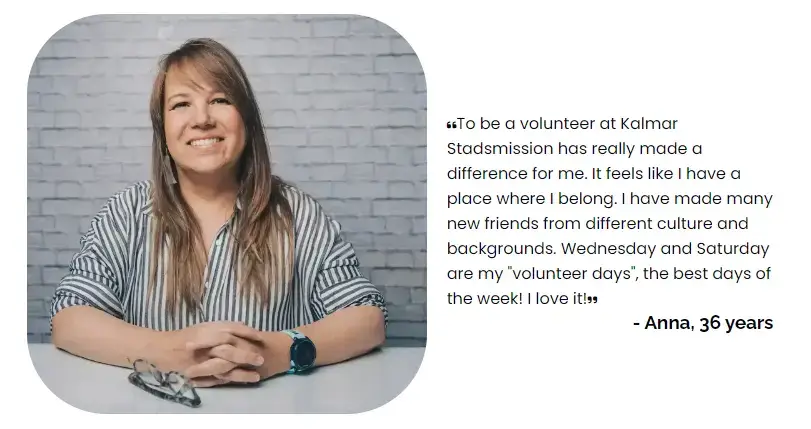 “To be a volunteer at Kalmar
Stadsmission has really made a
difference for me. It feels like I have a
place where I belong. I have made many
new friends from different culture and
backgrounds. Wednesday and Saturday
are my "volunteer days", the best days of
the week! I love it!”
- Anna, 36 years